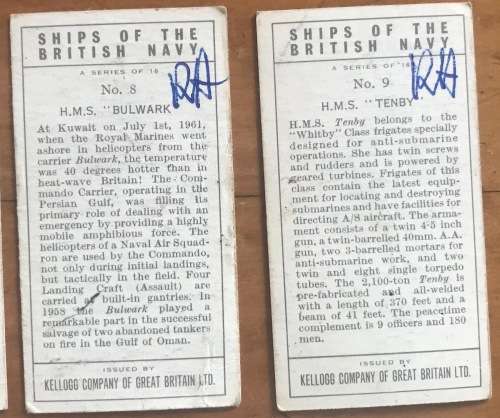 SHIPS OF THE
BRITISH NAVY
A SERIES OF 16
No. 8
RH
H.M.S. "BULWARK"
At Kuwait on July 1st, 1961,
when the Royal Marines went
ashore in helicopters from the
carrier Bulwark, the temperature
was 40 degrees hotter than in
heat-wave Britain! The Com-
mando Carrier, operating in the
Persian Gulf, was filling its
primary role of dealing with an
emergency by providing a highly
mobile amphibious force. The
helicopters of a Naval Air Squad-
ron are used by the Commando,
not only during initial landings,
but tactically in the field. Four
Landing Craft (Assault) are
carried at built-in gantries. In
1958 the Bulwark played a
remarkable part in the successful
salvage of two abandoned tankers
on fire in the Gulf of Oman.
ISSUED BY
KELLOGG COMPANY OF GREAT BRITAIN LTD.
SHIPS OF THE
BRITISH NAVY
A SERIES OF 16
No. 9
RH
H.M.S. "TENBY"
H.M.S. Tenby belongs to the
"Whitby" Class frigates specially
designed for anti-submarine
operations. She has twin screws
and rudders and is powered by
geared turbines. Frigates of this
class contain the latest equip-
ment for locating and destroying
submarines and have facilities for
directing A/S aircraft. The arma-
ment consists of a twin 4·5 inch
gun, a twin-barrelled 40mm. A.A.
gun, two 3-barrelled mortars for
anti-submarine work, and two
twin and eight single torpedo
tubes. The 2,100-ton Tenby is
pre-fabricated and all-welded
with a length of 370 feet and a
beam of 41 feet. The peacetime
complement is 9 officers and 180
men.
ISSUED BY
KELLOGG COMPANY OF GREAT BRITAIN LTD.